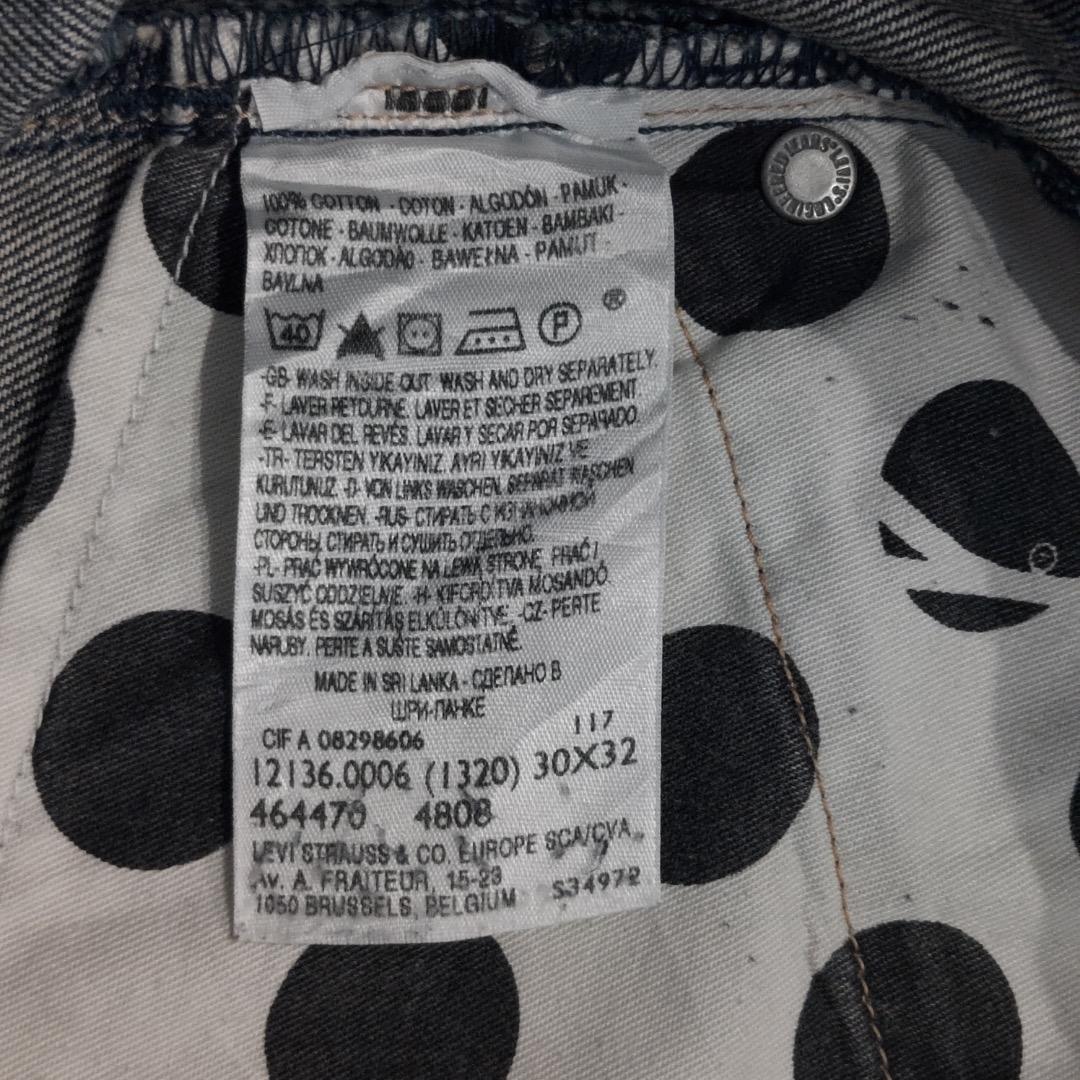 100% COTTON - COTON - ALGODÓN - PAMUK -
COTONE - BAUMWOLLE - KATOEN - BAMBAKI -
ХЛОПОК - ALGODÃO - BAWEŁNA - PAMUT -
BAVLNA
40 P ®
-GB- WASH INSIDE OUT. WASH AND DRY SEPARATELY.
-F- LAVER RETOURNE. LAVER ET SECHER SEPAREMENT
-E- LAVAR DEL REVÉS. LAVAR Y SECAR POR SEPARADO.
-TR- TERSTEN YIKAYINIZ. AYRI YIKAYINIZ VE
KURUTUNUZ. -D- VON LINKS WASCHEN. SEPARAT WASCHEN
UND TROCKNEN. -RUS- СТИРАТЬ С ИЗНАНОЧНОЙ
СТОРОНЫ. СТИРАТЬ И СУШИТЬ ОТДЕЛЬНО.
-PL- PRAĆ WYWRÓCONE NA LEWĄ STRONĘ. PRAĆ I
SUSZYĆ ODDZIELNIE. -H- KIFORDÍTVA MOSANDÓ.
MOSÁS ÉS SZÁRÍTÁS ELKÜLÖNÍTVE. -CZ- PERTE
NARUBY. PERTE A SUŠTE SAMOSTATNĚ.
MADE IN SRI LANKA - СДЕЛАНО В
ШРИ-ЛАНКЕ
117
CIF A 08298606
12136.0006 (1320) 30X32
464470 4808
LEVI STRAUSS & CO. EUROPE SCA/CVA
Av. A. FRAITEUR, 15-23 S34972
1050 BRUSSELS, BELGIUM